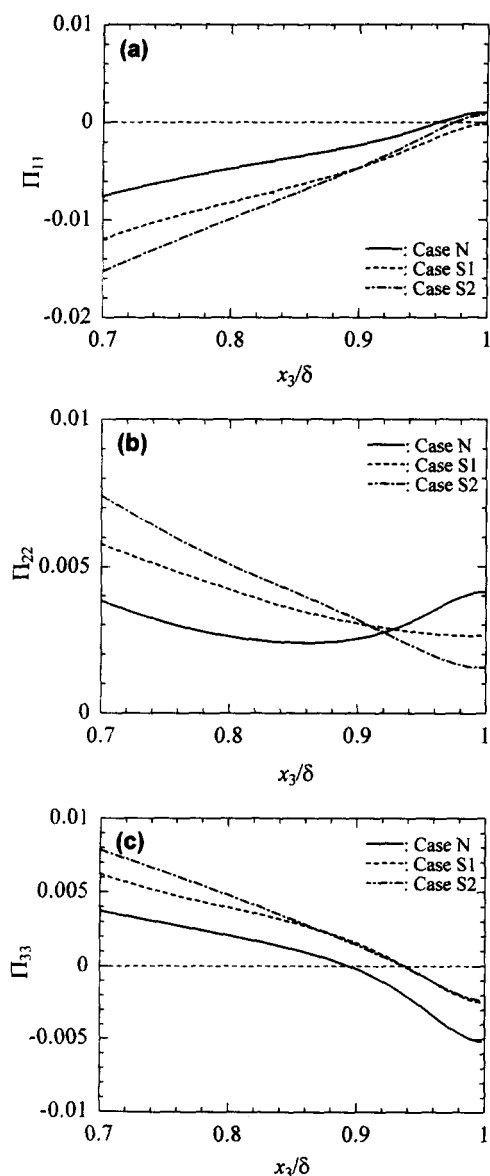 0.01
(a)
0
Π11
-0.01
: Case N
: Case S1
: Case S2
-0.02
0.7 0.8 0.9 1
x3/δ
0.01
(b)
: Case N
: Case S1
: Case S2
Π22
0.005
0
0.7 0.8 0.9 1
x3/δ
0.01
(c)
: Case N
: Case S1
: Case S2
0.005
Π33
0
-0.005
-0.01
0.7 0.8 0.9 1
x3/δ